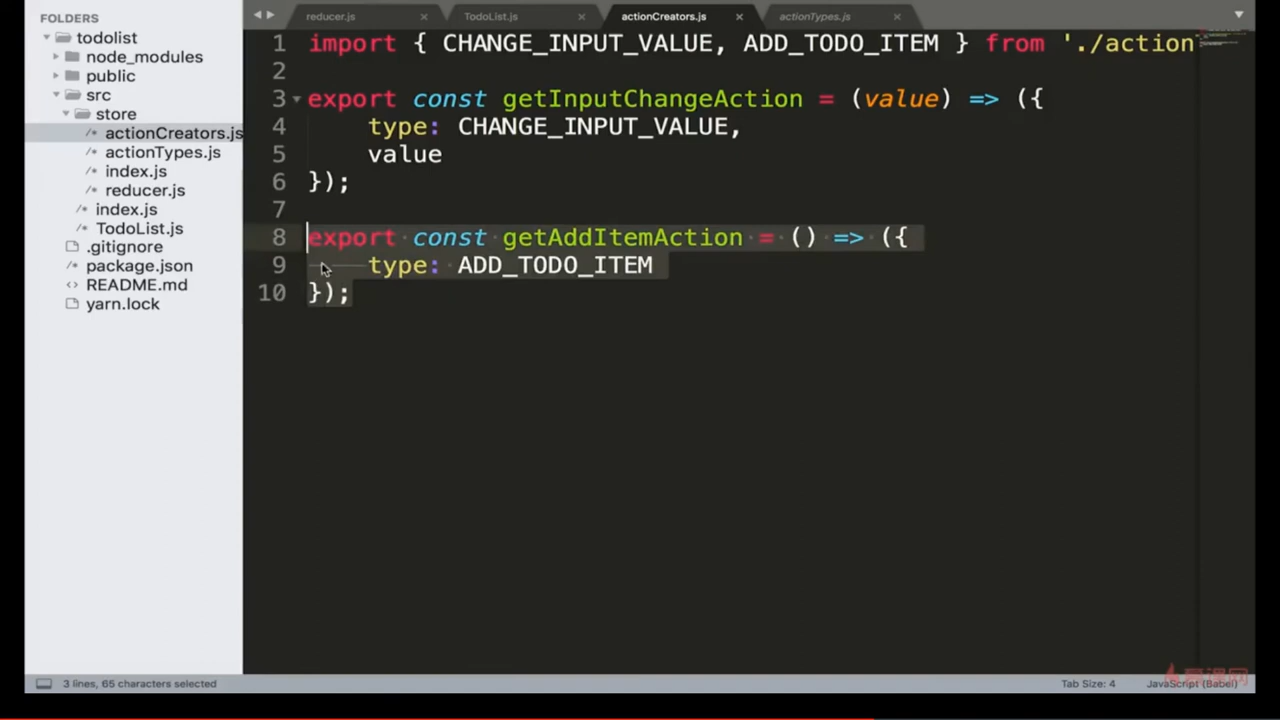 FOLDERS
todolist
node_modules
public
src
store
actionCreators.js
actionTypes.js
index.js
reducer.js
index.js
TodoList.js
.gitignore
package.json
README.md
yarn.lock
reducer.js
TodoList.js
actionCreators.js
actionTypes.js
1 import { CHANGE_INPUT_VALUE, ADD_TODO_ITEM } from './action
2
3 export const getInputChangeAction = (value) => ({
4 type: CHANGE_INPUT_VALUE,
5 value
6 });
7
8 export const getAddItemAction = () => ({
9 type: ADD_TODO_ITEM
10 });
3 lines, 65 characters selected
Tab Size: 4
JavaScript (Babel)
慕课网